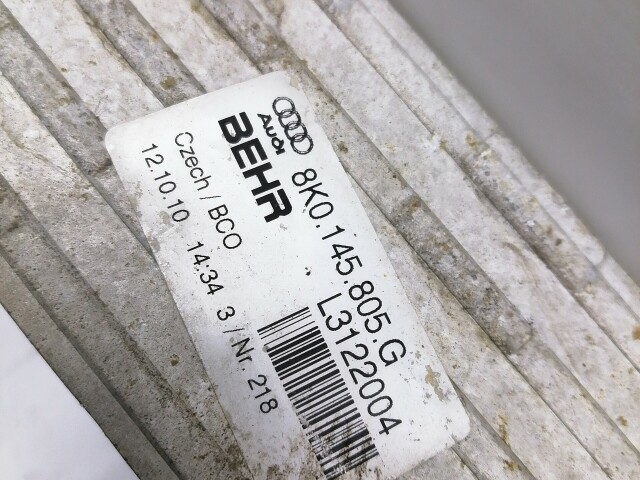 Audi
BEHR
8K0.145.805.G
L3122004
Czech / BCO
12.10.10 14:34 3 / Nr. 218